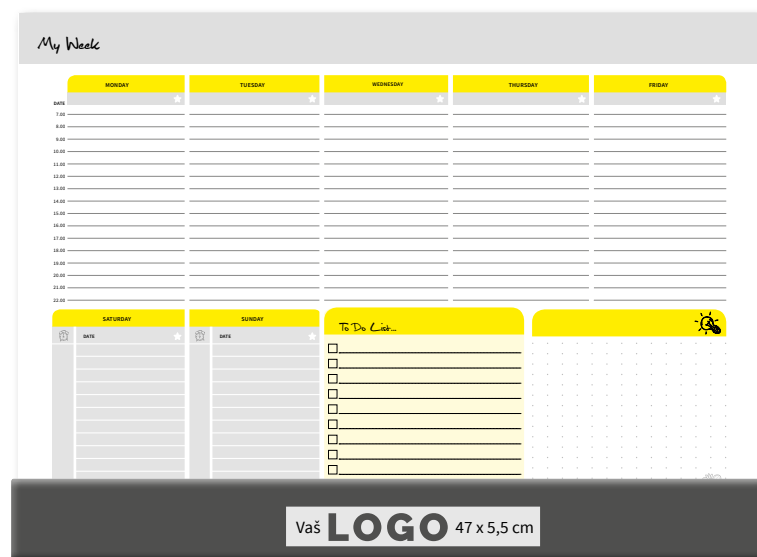 My Week
MONDAY TUESDAY WEDNESDAY THURSDAY FRIDAY
DATE
7.00
8.00
9.00
10.00
11.00
12.00
13.00
14.00
15.00
16.00
17.00
18.00
19.00
20.00
21.00
22.00
SATURDAY SUNDAY To Do List...
DATE DATE
Vaš LOGO 47 x 5,5 cm